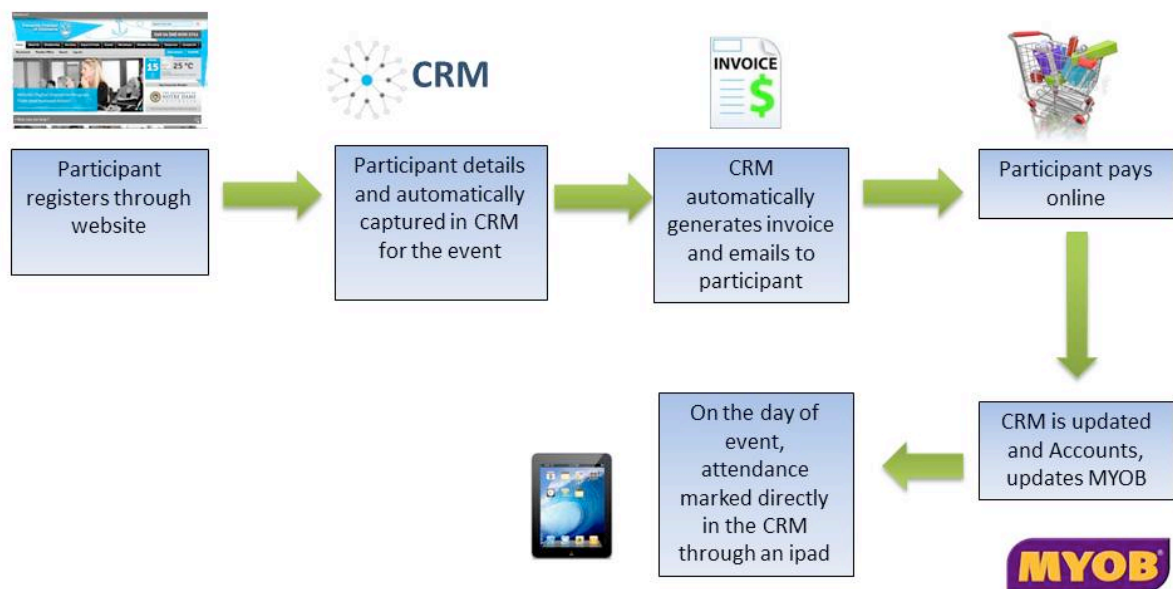 15
25 °C
CRM
INVOICE
$
Participant
registers through
website
Participant details
and automatically
captured in CRM
for the event
CRM
automatically
generates invoice
and emails to
participant
Participant pays
online
On the day of
event,
attendance
marked directly
in the CRM
through an ipad
CRM is updated
and Accounts,
updates MYOB
MYOB